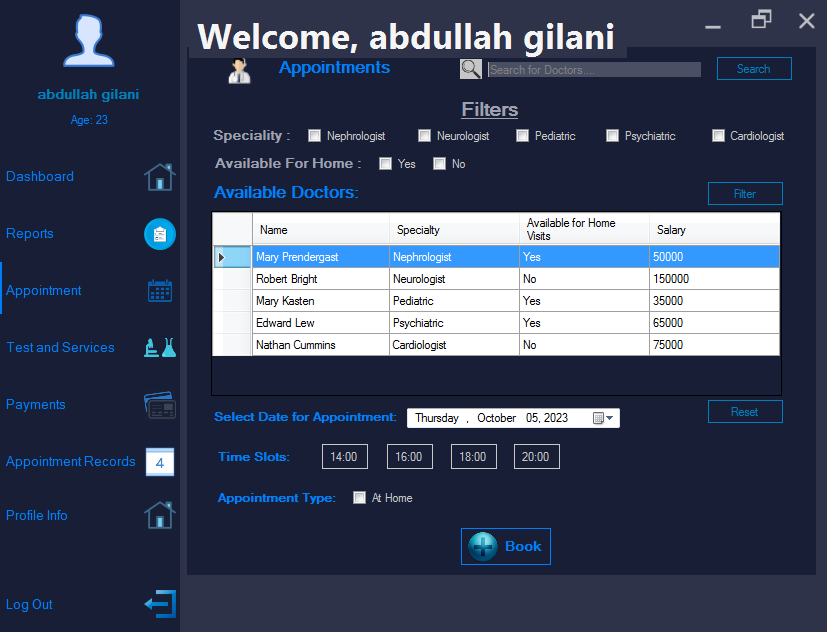 Welcome, abdullah gilani
abdullah gilani
Age: 23
Dashboard
Reports
Appointment
Test and Services
Payments
Appointment Records
4
Profile Info
Log Out
Appointments
Search for Doctors....
Search
Filters
Speciality : Nephrologist Neurologist Pediatric Psychiatric Cardiologist
Available For Home : Yes No
Available Doctors:
Filter
Name Specialty Available for Home Visits Salary
Mary Prendergast Nephrologist Yes 50000
Robert Bright Neurologist No 150000
Mary Kasten Pediatric Yes 35000
Edward Lew Psychiatric Yes 65000
Nathan Cummins Cardiologist No 75000
Select Date for Appointment: Thursday , October 05, 2023
Reset
Time Slots: 14:00 16:00 18:00 20:00
Appointment Type: At Home
Book